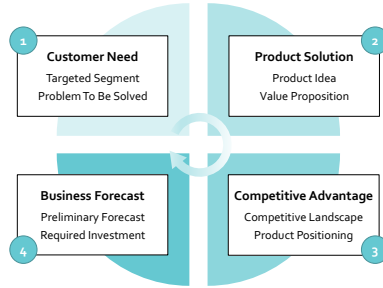 1
Customer Need
Targeted Segment
Problem To Be Solved
2
Product Solution
Product Idea
Value Proposition
3
Competitive Advantage
Competitive Landscape
Product Positioning
4
Business Forecast
Preliminary Forecast
Required Investment